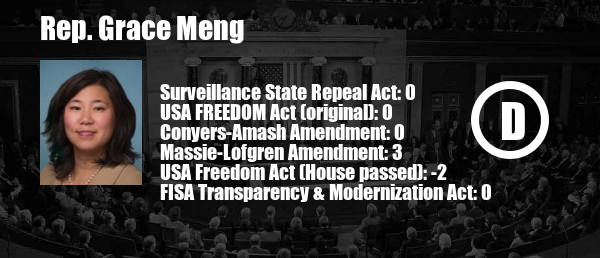 Rep. Grace Meng
Surveillance State Repeal Act: 0
USA FREEDOM Act (original): 0
Conyers-Amash Amendment: 0
Massie-Lofgren Amendment: 3
USA Freedom Act (House passed): -2
FISA Transparency & Modernization Act: 0
D